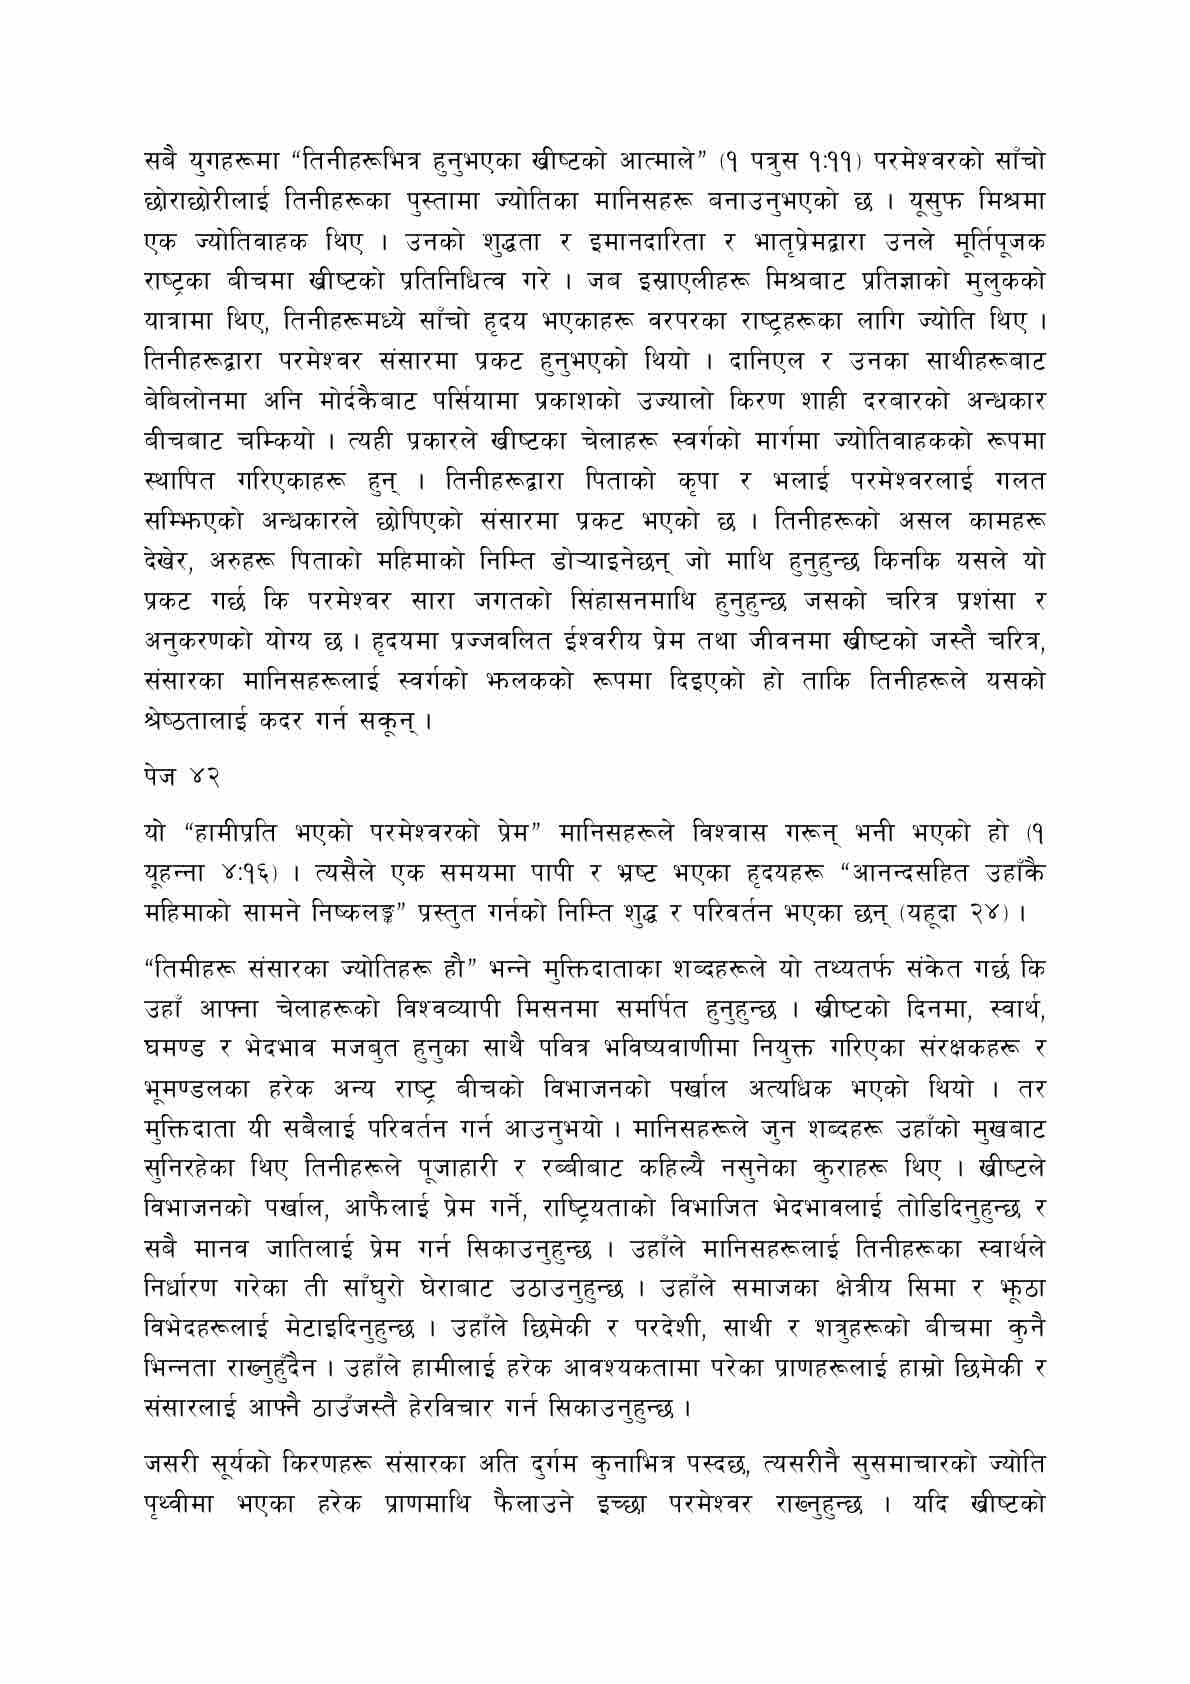 सबै युगहरूमा “तिनीहरूभित्र हुनुभएका ख्रीष्टको आत्माले” (१ पत्रुस १:११) परमेश्वरको साँचो
छोराछोरीलाई तिनीहरूका पुस्तामा ज्योतिका मानिसहरू बनाउनुभएको छ । यूसुफ मिश्रमा
एक ज्योतिवाहक थिए । उनको शुद्धता र इमानदारिता र भातृप्रेमद्वारा उनले मूर्तिपूजक
राष्ट्रका बीचमा ख्रीष्टको प्रतिनिधित्व गरे । जब इस्राएलीहरू मिश्रबाट प्रतिज्ञाको मुलुकको
यात्रामा थिए, तिनीहरूमध्ये साँचो हृदय भएकाहरू वरपरका राष्ट्रहरूका लागि ज्योति थिए ।
तिनीहरूद्वारा परमेश्वर संसारमा प्रकट हुनुभएको थियो । दानिएल र उनका साथीहरूबाट
बेबिलोनमा अनि मोर्दकैबाट पर्सियामा प्रकाशको उज्यालो किरण शाही दरबारको अन्धकार
बीचबाट चम्कियो । त्यही प्रकारले ख्रीष्टका चेलाहरू स्वर्गको मार्गमा ज्योतिवाहकको रूपमा
स्थापित गरिएकाहरू हुन् । तिनीहरूद्वारा पिताको कृपा र भलाई परमेश्वरलाई गलत
सम्झिएको अन्धकारले छोपिएको संसारमा प्रकट भएको छ । तिनीहरूको असल कामहरू
देखेर, अरुहरू पिताको महिमाको निम्ति डोऱ्याइनेछन् जो माथि हुनुहुन्छ किनकि यसले यो
प्रकट गर्छ कि परमेश्वर सारा जगतको सिंहासनमाथि हुनुहुन्छ जसको चरित्र प्रशंसा र
अनुकरणको योग्य छ । हृदयमा प्रज्जवलित ईश्वरीय प्रेम तथा जीवनमा ख्रीष्टको जस्तै चरित्र,
संसारका मानिसहरूलाई स्वर्गको झलकको रूपमा दिइएको हो ताकि तिनीहरूले यसको
श्रेष्ठतालाई कदर गर्न सकून् ।
पेज ४२
यो “हामीप्रति भएको परमेश्वरको प्रेम” मानिसहरूले विश्वास गरून् भनी भएको हो (१
यूहन्ना ४:१६) । त्यसैले एक समयमा पापी र भ्रष्ट भएका हृदयहरू “आनन्दसहित उहाँकै
महिमाको सामने निष्कलङ्क” प्रस्तुत गर्नको निम्ति शुद्ध र परिवर्तन भएका छन् (यहूदा २४) ।
“तिमीहरू संसारका ज्योतिहरू हौ” भन्ने मुक्तिदाताका शब्दहरूले यो तथ्यतर्फ संकेत गर्छ कि
उहाँ आफ्ना चेलाहरूको विश्वव्यापी मिसनमा समर्पित हुनुहुन्छ । ख्रीष्टको दिनमा, स्वार्थ,
घमण्ड र भेदभाव मजबुत हुनुका साथै पवित्र भविष्यवाणीमा नियुक्त गरिएका संरक्षकहरू र
भूमण्डलका हरेक अन्य राष्ट्र बीचको विभाजनको पर्खाल अत्यधिक भएको थियो । तर
मुक्तिदाता यी सबैलाई परिवर्तन गर्न आउनुभयो । मानिसहरूले जुन शब्दहरू उहाँको मुखबाट
सुनिरहेका थिए तिनीहरूले पूजाहारी र रब्बीबाट कहिल्यै नसुनेका कुराहरू थिए । ख्रीष्टले
विभाजनको पर्खाल, आफैलाई प्रेम गर्ने, राष्ट्रियताको विभाजित भेदभावलाई तोडिदिनुहुन्छ र
सबै मानव जातिलाई प्रेम गर्न सिकाउनुहुन्छ । उहाँले मानिसहरूलाई तिनीहरूका स्वार्थले
निर्धारण गरेका ती साँघुरो घेराबाट उठाउनुहुन्छ । उहाँले समाजका क्षेत्रीय सिमा र झूठा
विभेदहरूलाई मेटाइदिनुहुन्छ । उहाँले छिमेकी र परदेशी, साथी र शत्रुहरूको बीचमा कुनै
भिन्नता राख्नुहुँदैन । उहाँले हामीलाई हरेक आवश्यकतामा परेका प्राणहरूलाई हाम्रो छिमेकी र
संसारलाई आफ्नै ठाउँजस्तै हेरविचार गर्न सिकाउनुहुन्छ ।
जसरी सूर्यको किरणहरू संसारका अति दुर्गम कुनाभित्र पस्दछ, त्यसरीनै सुसमाचारको ज्योति
पृथ्वीमा भएका हरेक प्राणमाथि फैलाउने इच्छा परमेश्वर राख्नुहुन्छ । यदि ख्रीष्टको